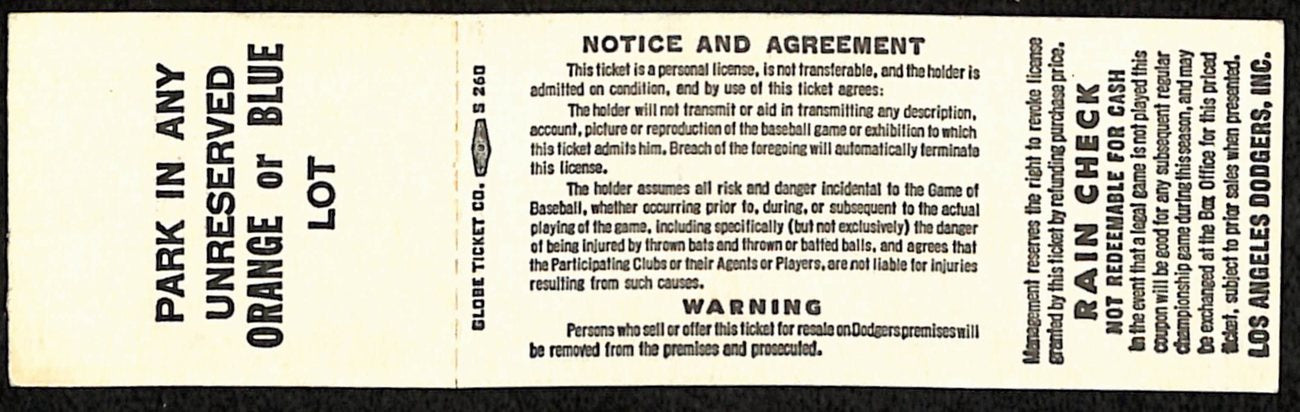 PARK IN ANY
UNRESERVED
ORANGE or BLUE
LOT
GLOBE TICKET CO. S 260
NOTICE AND AGREEMENT
This ticket is a personal license, is not transferable, and the holder is
admitted on condition, and by use of this ticket agrees:
The holder will not transmit or aid in transmitting any description,
account, picture or reproduction of the baseball game or exhibition to which
this ticket admits him. Breach of the foregoing will automatically terminate
this license.
The holder assumes all risk and danger incidental to the Game of
Baseball, whether occurring prior to, during, or subsequent to the actual
playing of the game, including specifically (but not exclusively) the danger
of being injured by thrown bats and thrown or batted balls, and agrees that
the Participating Clubs or their Agents or Players, are not liable for injuries
resulting from such causes.
WARNING
Persons who sell or offer this ticket for resale on Dodgers premises will
be removed from the premises and prosecuted.
Management reserves the right to revoke license
granted by this ticket by refunding purchase price.
RAIN CHECK
NOT REDEEMABLE FOR CASH
In the event that a legal game is not played this
coupon will be good for any subsequent regular
championship game during this season, and may
be exchanged at the Box Office for this priced
ticket, subject to prior sales when presented.
LOS ANGELES DODGERS, INC.